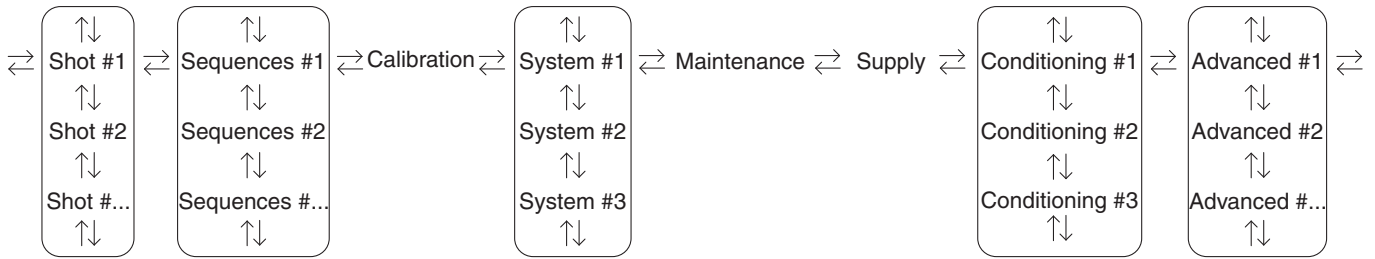 Shot #1 Sequences #1 Calibration System #1 Maintenance Supply Conditioning #1 Advanced #1
Shot #2 Sequences #2 System #2 Conditioning #2 Advanced #2
Shot #... Sequences #... System #3 Conditioning #3 Advanced #...